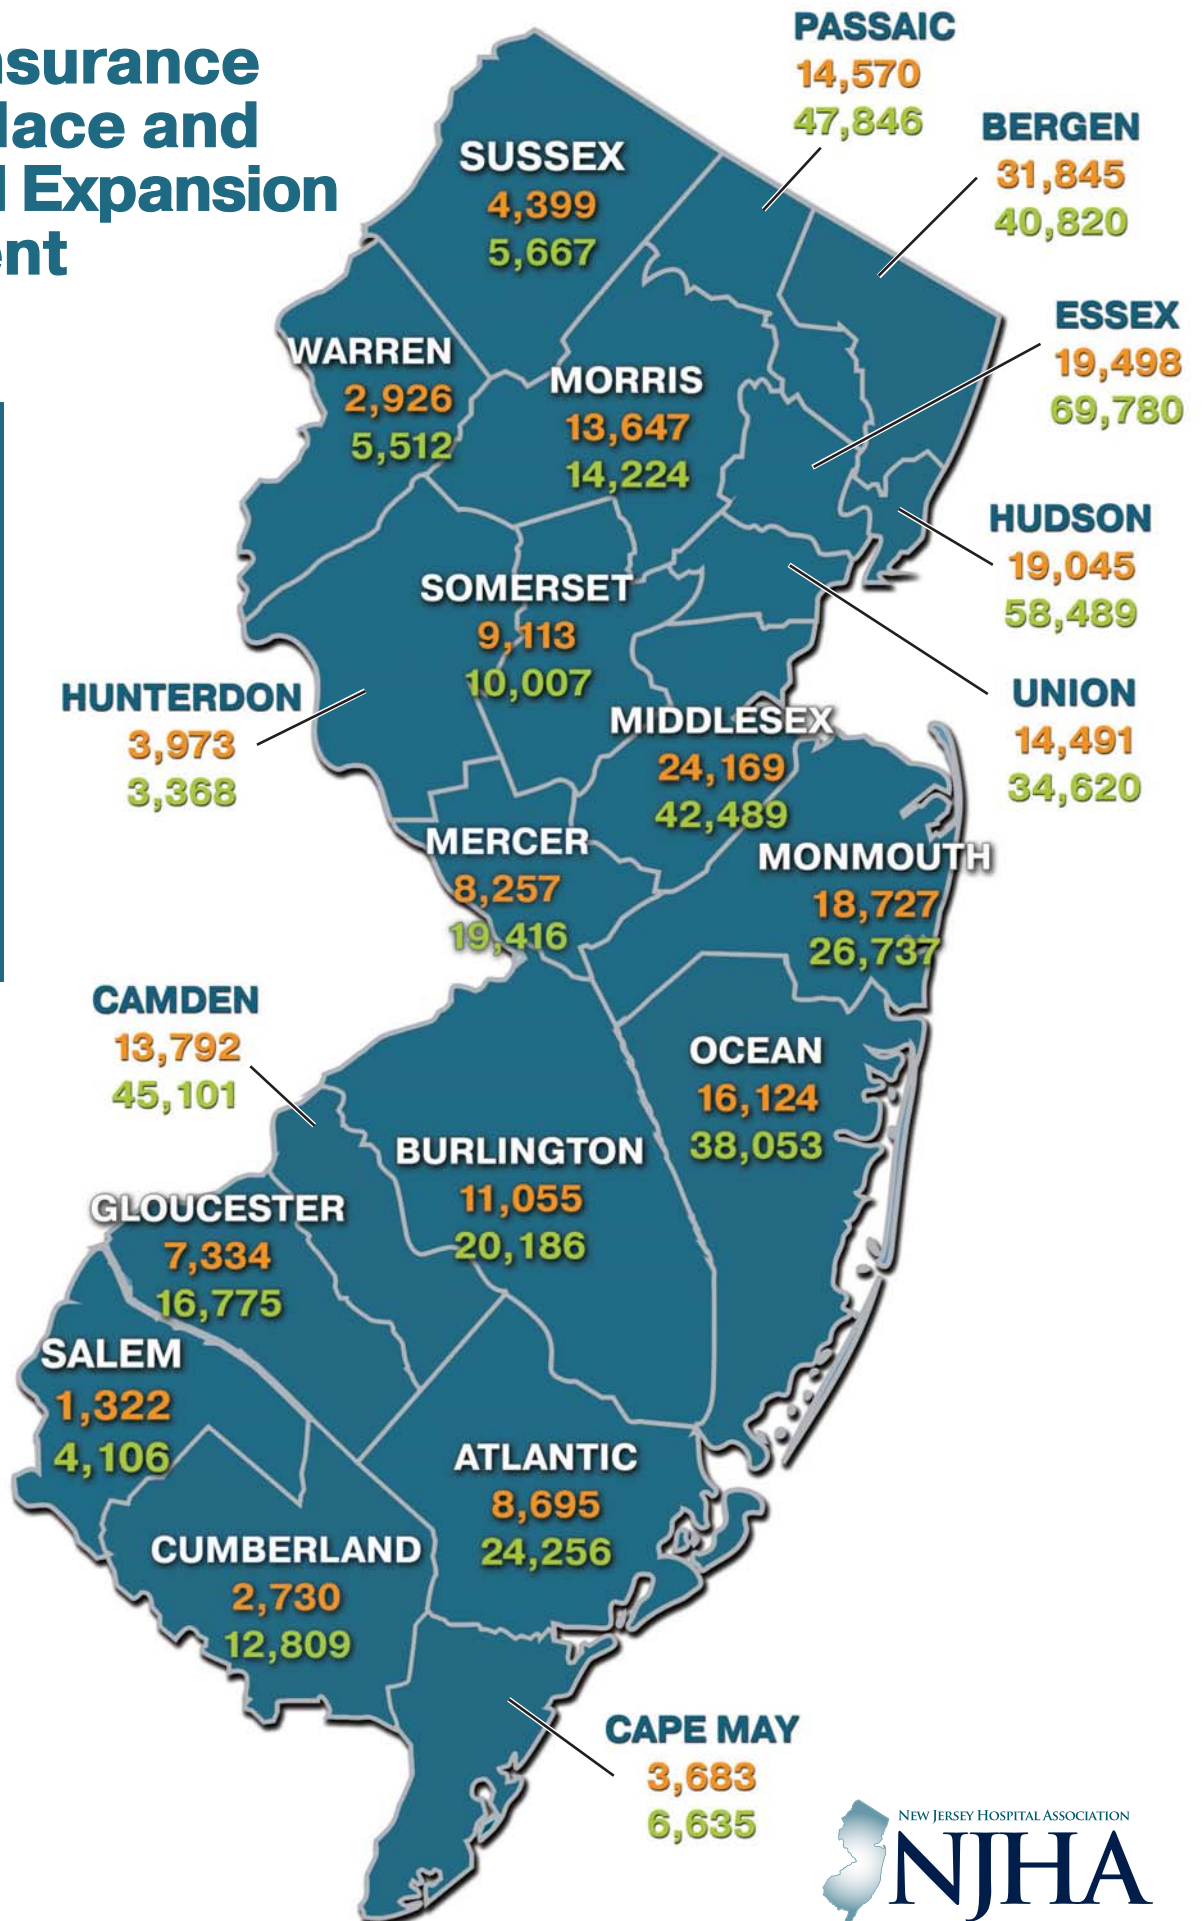 nsurance
lace and
Expansion
ent
PASSAIC
14,570
47,846
BERGEN
31,845
40,820
SUSSEX
4,399
5,667
ESSEX
19,498
69,780
WARREN
2,926
5,512
MORRIS
13,647
14,224
HUDSON
19,045
58,489
SOMERSET
9,113
10,007
HUNTERDON
3,973
3,368
UNION
14,491
34,620
MIDDLESEX
24,169
42,489
MERCER
8,257
19,416
MONMOUTH
18,727
26,737
CAMDEN
13,792
45,101
OCEAN
16,124
38,053
BURLINGTON
11,055
20,186
GLOUCESTER
7,334
16,775
SALEM
1,322
4,106
ATLANTIC
8,695
24,256
CUMBERLAND
2,730
12,809
CAPE MAY
3,683
6,635
NEW JERSEY HOSPITAL ASSOCIATION
NJHA